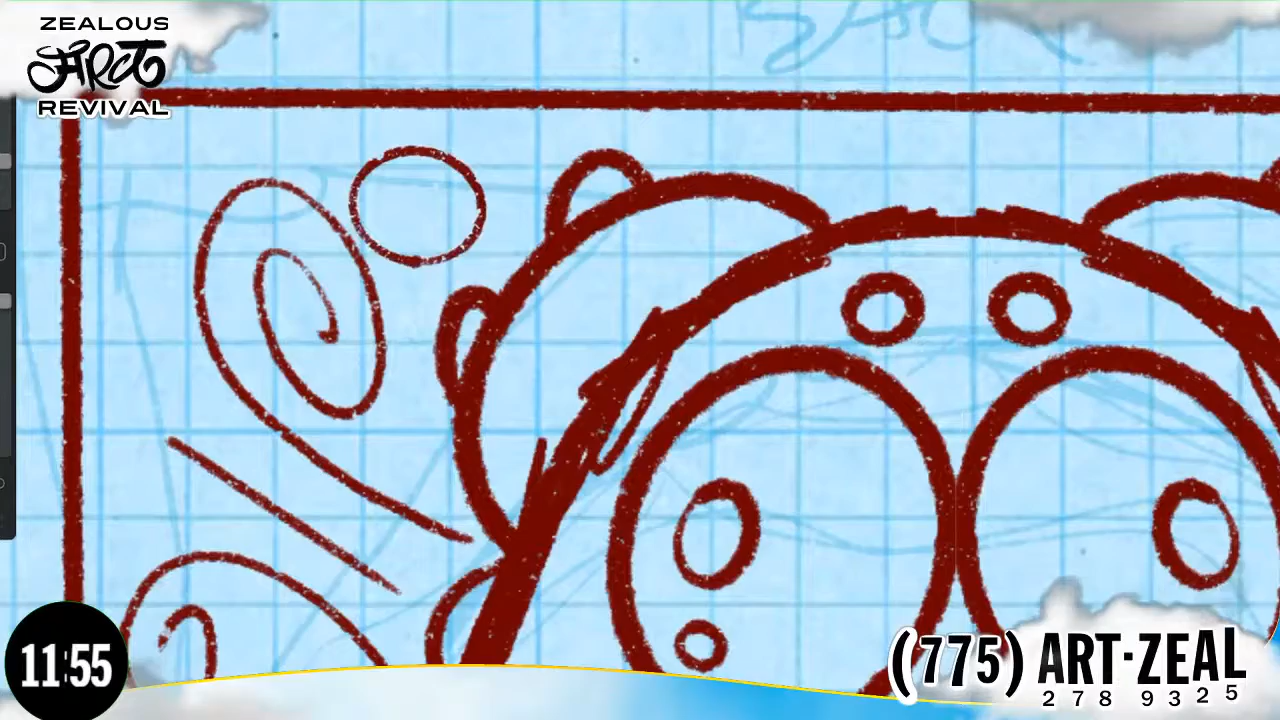 ZEALOUS
ART
REVIVAL
11:55
(775) ART-ZEAL
278 9325